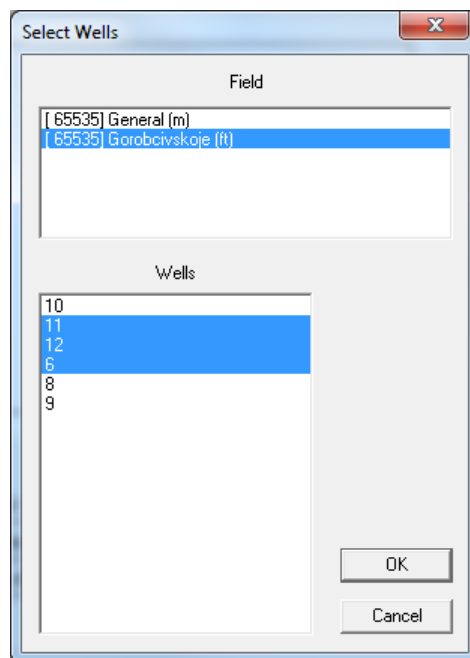 Select Wells
Field
[ 65535] General (m)
[ 65535] Gorobcivskoje (ft)
Wells
10
11
12
6
8
9
OK
Cancel